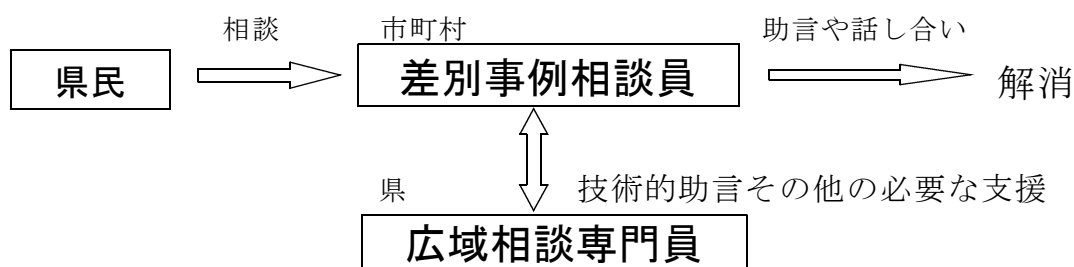 相談
市町村
助言や話し合い
県民
差別事例相談員
解消
県
技術的助言その他の必要な支援
広域相談専門員